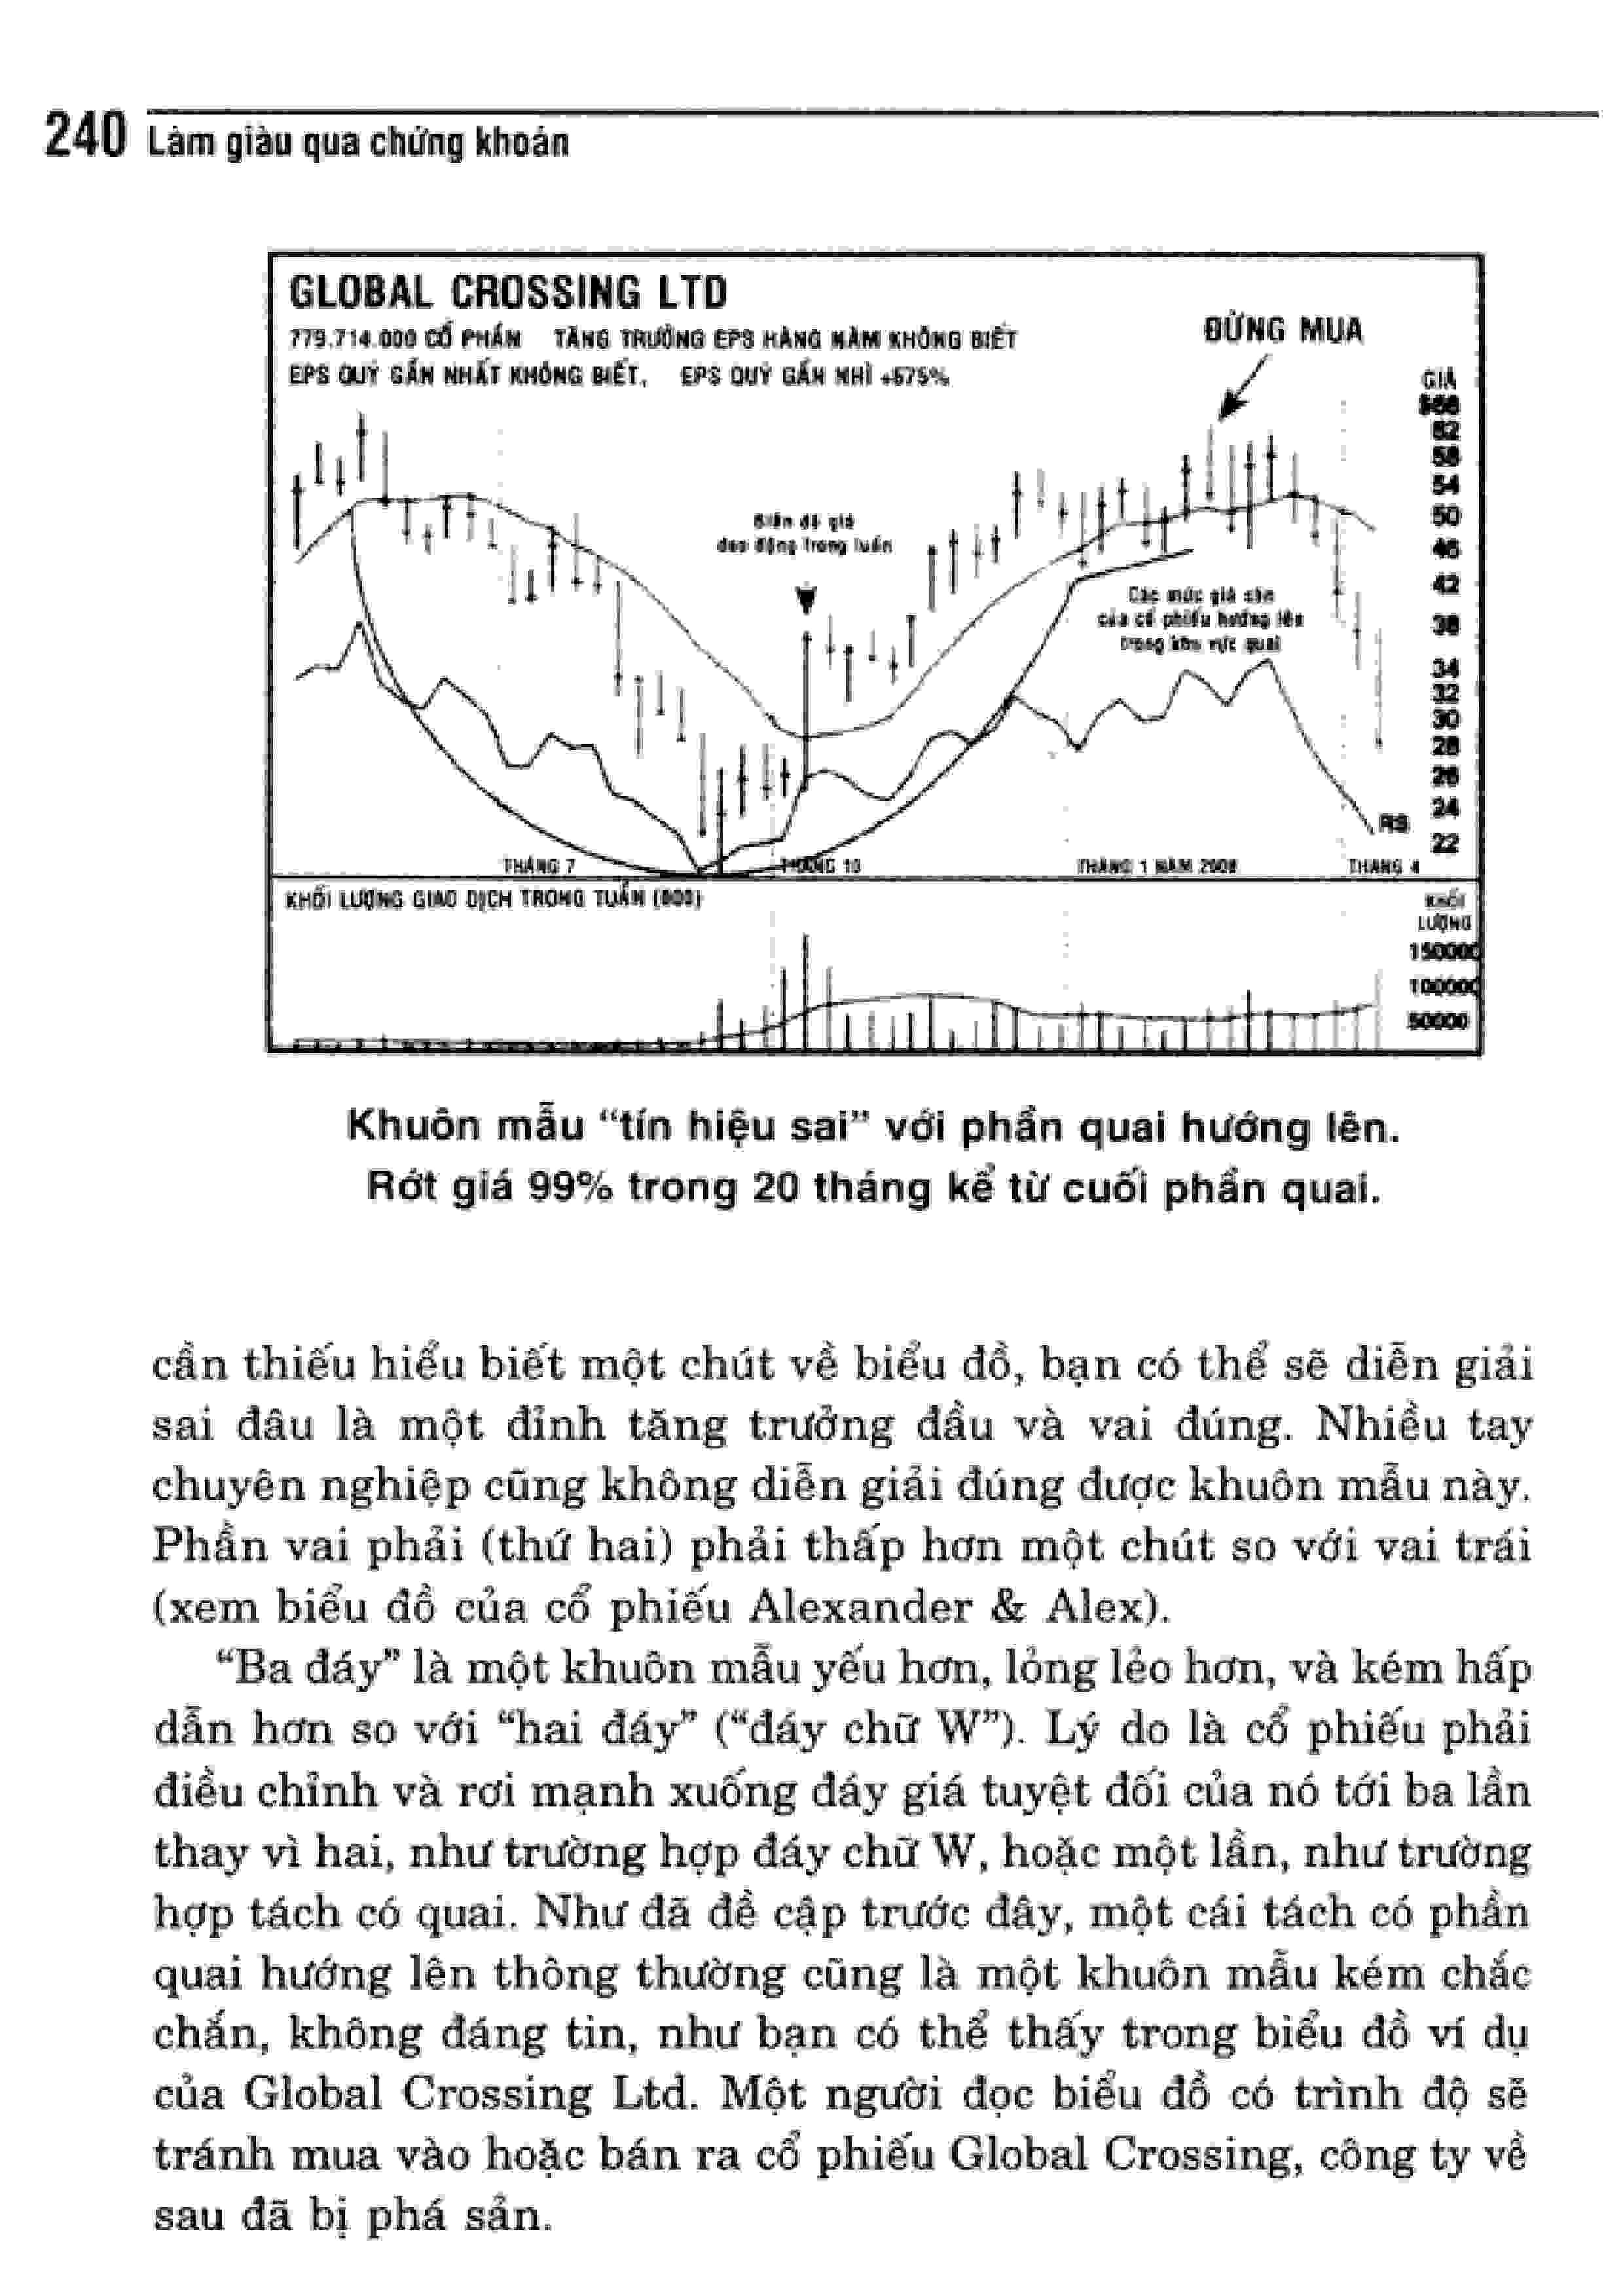 240 Làm giàu qua chứng khoán
GLOBAL CROSSING LTD
779.714.000 CỔ PHẦN TĂNG TRƯỞNG EPS HÀNG NĂM KHÔNG BIẾT
EPS QUÝ GẦN NHẤT KHÔNG BIẾT, EPS QUÝ GẦN NHÌ +575%
ĐỪNG MUA
GIÁ
62
58
54
50
46
42
38
34
32
30
28
26
24
22
Biên độ giá
dao động trong tuần
Các mức giá sàn
của cổ phiếu hướng lên
trong khu vực quai
RS
THÁNG 7
THÁNG 10
THÁNG 1 NĂM
THÁNG 4
KHỐI LƯỢNG GIAO DỊCH TRONG TUẦN (000)
KHỐI
LƯỢNG
150000
100000
50000
Khuôn mẫu “tín hiệu sai” với phần quai hướng lên.
Rớt giá 99% trong 20 tháng kể từ cuối phần quai.
cần thiếu hiểu biết một chút về biểu đồ, bạn có thể sẽ diễn giải
sai đâu là một đỉnh tăng trưởng đầu và vai đúng. Nhiều tay
chuyên nghiệp cũng không diễn giải đúng được khuôn mẫu này.
Phần vai phải (thứ hai) phải thấp hơn một chút so với vai trái
(xem biểu đồ của cổ phiếu Alexander & Alex).
“Ba đáy” là một khuôn mẫu yếu hơn, lỏng lẻo hơn, và kém hấp
dẫn hơn so với “hai đáy” (“đáy chữ W”). Lý do là cổ phiếu phải
điều chỉnh và rơi mạnh xuống đáy giá tuyệt đối của nó tới ba lần
thay vì hai, như trường hợp đáy chữ W, hoặc một lần, như trường
hợp tách có quai. Như đã đề cập trước đây, một cái tách có phần
quai hướng lên thông thường cũng là một khuôn mẫu kém chắc
chắn, không đáng tin, như bạn có thể thấy trong biểu đồ ví dụ
của Global Crossing Ltd. Một người đọc biểu đồ có trình độ sẽ
tránh mua vào hoặc bán ra cổ phiếu Global Crossing, công ty về
sau đã bị phá sản.